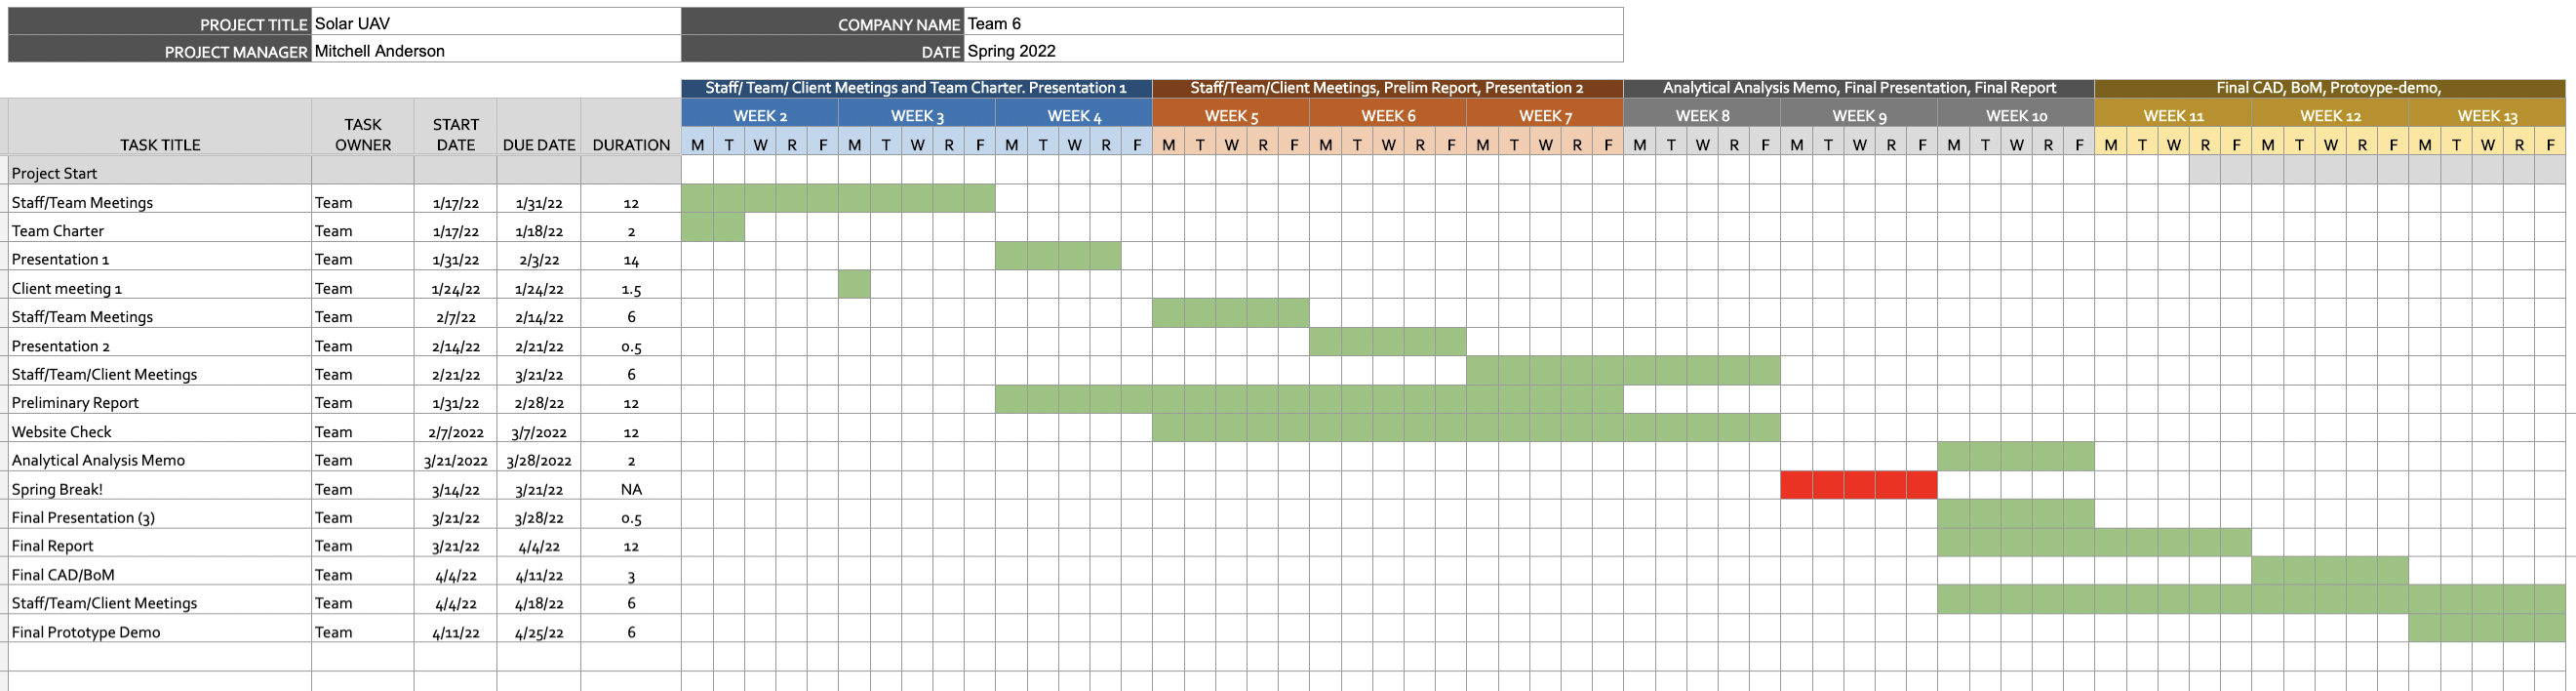 PROJECT TITLE Solar UAV COMPANY NAME Team 6
PROJECT MANAGER Mitchell Anderson DATE Spring 2022
Staff/ Team/ Client Meetings and Team Charter. Presentation 1 Staff/Team/Client Meetings, Prelim Report, Presentation 2 Analytical Analysis Memo, Final Presentation, Final Report Final CAD, BoM, Protoype-demo,
WEEK 2 WEEK 3 WEEK 4 WEEK 5 WEEK 6 WEEK 7 WEEK 8 WEEK 9 WEEK 10 WEEK 11 WEEK 12 WEEK 13
TASK TITLE TASK OWNER START DATE DUE DATE DURATION M T W R F M T W R F M T W R F M T W R F M T W R F M T W R F M T W R F M T W R F M T W R F M T W R F M T W R F M T W R F
Project Start
Staff/Team Meetings Team 1/17/22 1/31/22 12
Team Charter Team 1/17/22 1/18/22 2
Presentation 1 Team 1/31/22 2/3/22 14
Client meeting 1 Team 1/24/22 1/24/22 1.5
Staff/Team Meetings Team 2/7/22 2/14/22 6
Presentation 2 Team 2/14/22 2/21/22 0.5
Staff/Team/Client Meetings Team 2/21/22 3/21/22 6
Preliminary Report Team 1/31/22 2/28/22 12
Website Check Team 2/7/2022 3/7/2022 12
Analytical Analysis Memo Team 3/21/2022 3/28/2022 2
Spring Break! Team 3/14/22 3/21/22 NA
Final Presentation (3) Team 3/21/22 3/28/22 0.5
Final Report Team 3/21/22 4/4/22 12
Final CAD/BoM Team 4/4/22 4/11/22 3
Staff/Team/Client Meetings Team 4/4/22 4/18/22 6
Final Prototype Demo Team 4/11/22 4/25/22 6